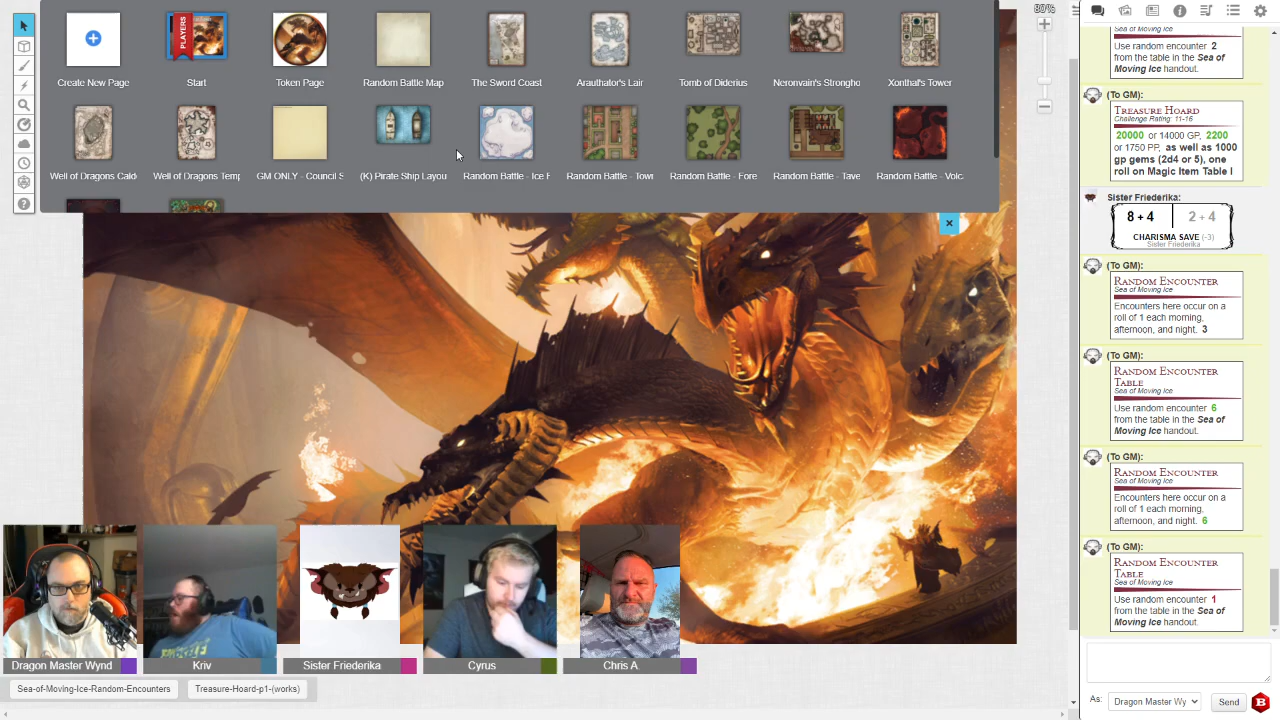 80%
Create New Page
PLAYERS
Start
Token Page
Random Battle Map
The Sword Coast
Arauthator's Lair
Tomb of Diderius
Neronvain's Strongho
Xonthal's Tower
Well of Dragons Cald
Well of Dragons Temp
GM ONLY - Council S
(K) Pirate Ship Layou
Random Battle - Ice F
Random Battle - Tow
Random Battle - Fore
Random Battle - Tave
Random Battle - Volc
Dragon Master Wynd
Kriv
Sister Friederika
Cyrus
Chris A.
Sea-of-Moving-Ice-Random-Encounters
Treasure-Hoard-p1-(works)
Sea of Moving Ice
Use random encounter 2
from the table in the Sea of
Moving Ice handout.
(To GM):
TREASURE HOARD
Challenge Rating: 11-16
20000 or 14000 GP, 2200
or 1750 PP, as well as 1000
gp gems (2d4 or 5), one
roll on Magic Item Table I
Sister Friederika:
8 + 4
2 + 4
CHARISMA SAVE (-3)
Sister Friederika
(To GM):
RANDOM ENCOUNTER
Sea of Moving Ice
Encounters here occur on a
roll of 1 each morning,
afternoon, and night. 3
(To GM):
RANDOM ENCOUNTER
TABLE
Sea of Moving Ice
Use random encounter 6
from the table in the Sea of
Moving Ice handout.
(To GM):
RANDOM ENCOUNTER
Sea of Moving Ice
Encounters here occur on a
roll of 1 each morning,
afternoon, and night. 6
(To GM):
RANDOM ENCOUNTER
TABLE
Sea of Moving Ice
Use random encounter 1
from the table in the Sea of
Moving Ice handout.
As:
Dragon Master Wy
Send